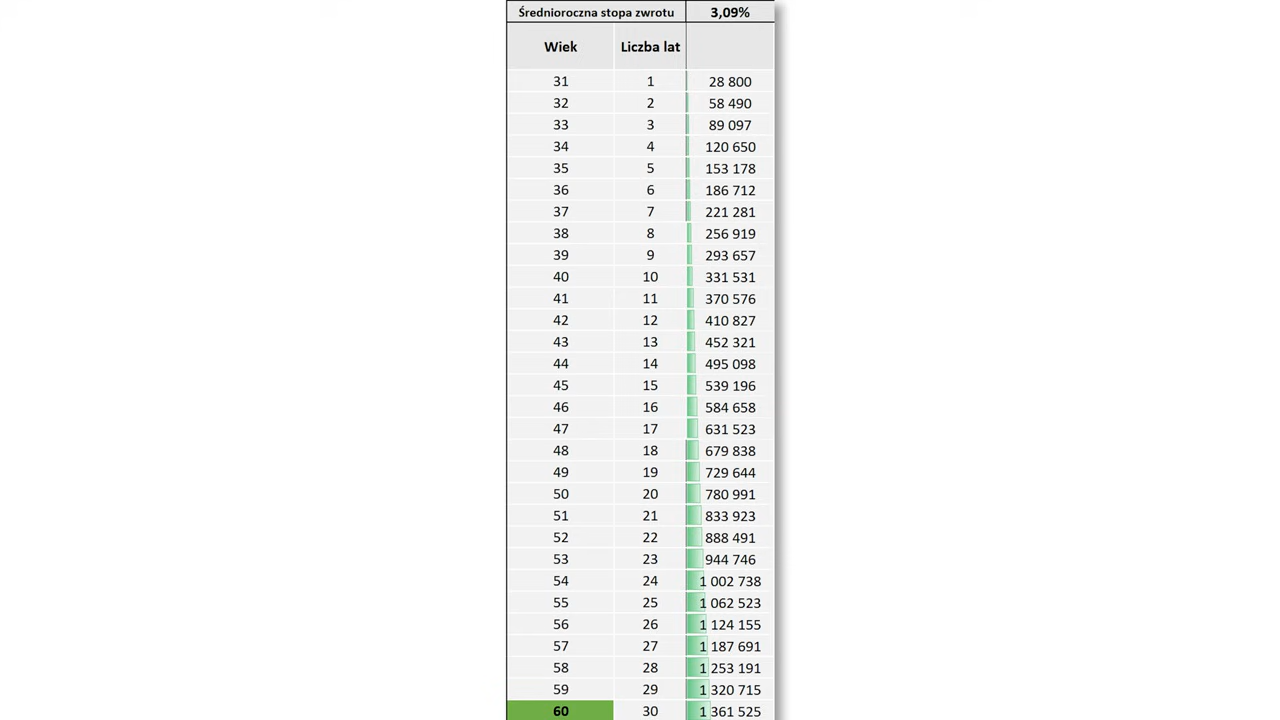 Średnioroczna stopa zwrotu 3,09%
Wiek Liczba lat
31 1 28 800
32 2 58 490
33 3 89 097
34 4 120 650
35 5 153 178
36 6 186 712
37 7 221 281
38 8 256 919
39 9 293 657
40 10 331 531
41 11 370 576
42 12 410 827
43 13 452 321
44 14 495 098
45 15 539 196
46 16 584 658
47 17 631 523
48 18 679 838
49 19 729 644
50 20 780 991
51 21 833 923
52 22 888 491
53 23 944 746
54 24 1 002 738
55 25 1 062 523
56 26 1 124 155
57 27 1 187 691
58 28 1 253 191
59 29 1 320 715
60 30 1 361 525